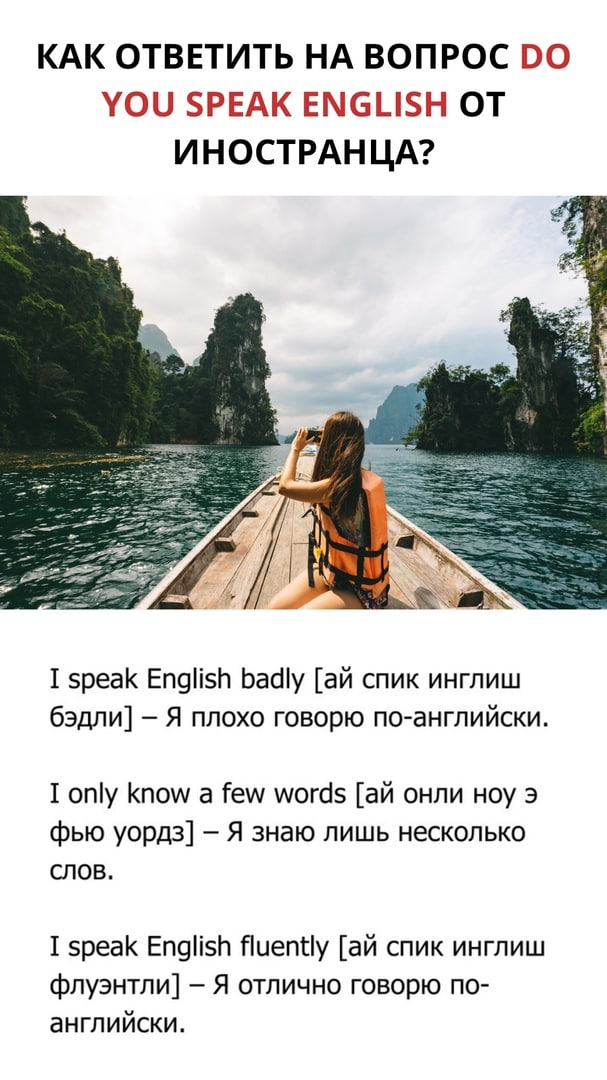 КАК ОТВЕТИТЬ НА ВОПРОС DO
YOU SPEAK ENGLISH ОТ
ИНОСТРАНЦА?
I speak English badly [ай спик инглиш
бэдли] – Я плохо говорю по-английски.
I only know a few words [ай онли ноу э
фью уордз] – Я знаю лишь несколько
слов.
I speak English fluently [ай спик инглиш
флуэнтли] – Я отлично говорю по-
английски.